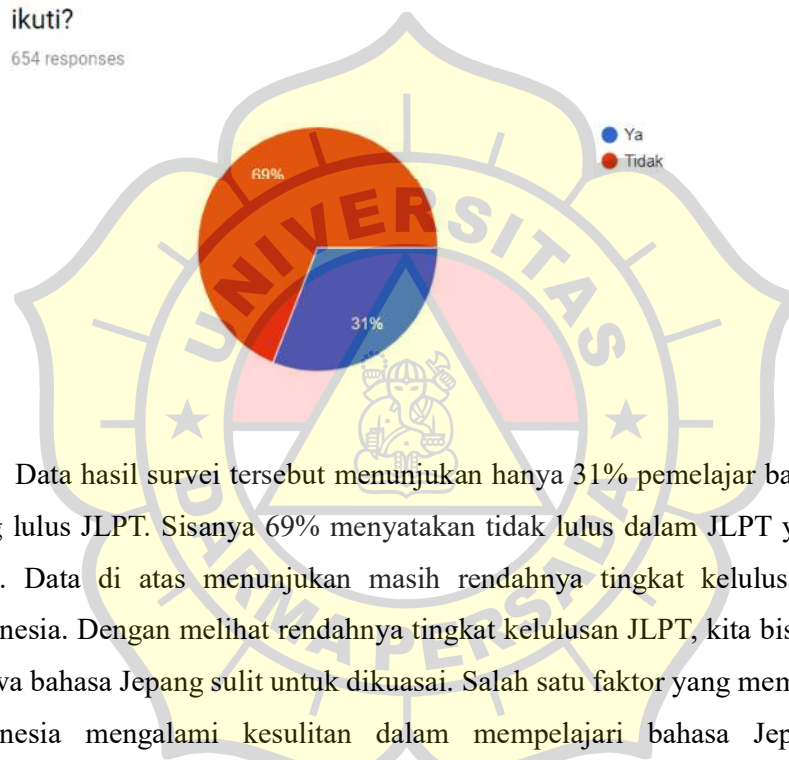 ikuti?
654 responses
Ya
Tidak
69%
31%
UNIVERSITAS
DARMA PERSADA
Data hasil survei tersebut menunjukan hanya 31% pemelajar ba
lulus JLPT. Sisanya 69% menyatakan tidak lulus dalam JLPT y
Data di atas menunjukan masih rendahnya tingkat kelulus
nesia. Dengan melihat rendahnya tingkat kelulusan JLPT, kita bis
va bahasa Jepang sulit untuk dikuasai. Salah satu faktor yang mem
nesia mengalami kesulitan dalam mempelajari bahasa Jep